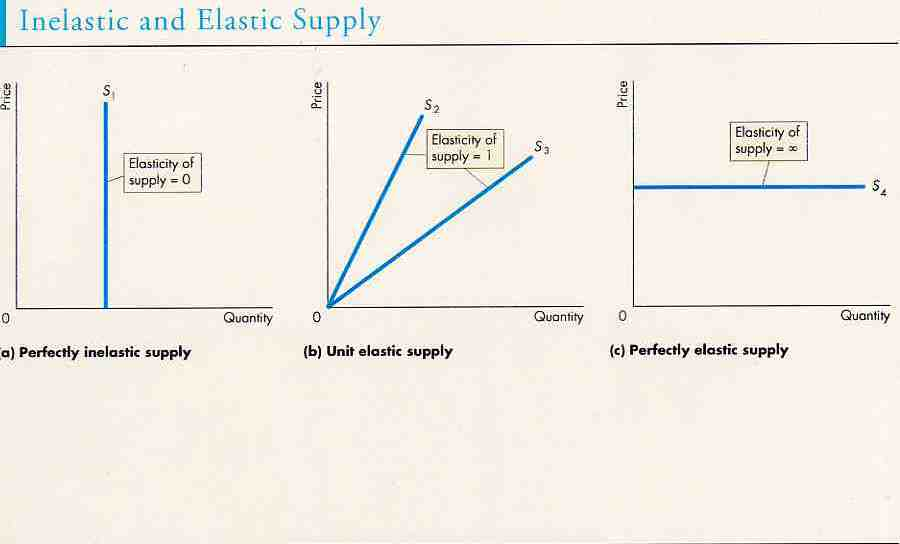 Inelastic and Elastic Supply
Price
S1
Elasticity of
supply = 0
0
Quantity
(a) Perfectly inelastic supply
Price
S2
Elasticity of
supply = 1
S3
0
Quantity
(b) Unit elastic supply
Price
Elasticity of
supply = ∞
S4
0
Quantity
(c) Perfectly elastic supply